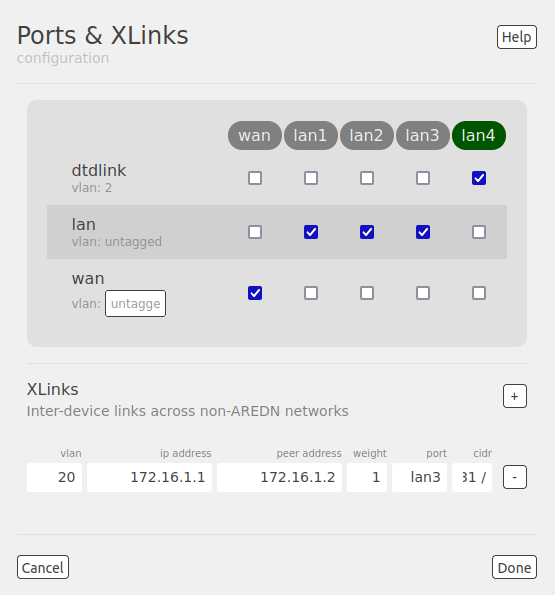 Ports & XLinks
configuration
Help
wan lan1 lan2 lan3 lan4
dtdlink
vlan: 2
lan
vlan: untagged
wan
vlan: untagge
XLinks
Inter-device links across non-AREDN networks
+
vlan ip address peer address weight port cidr
20 172.16.1.1 172.16.1.2 1 lan3 31 / -
Cancel Done